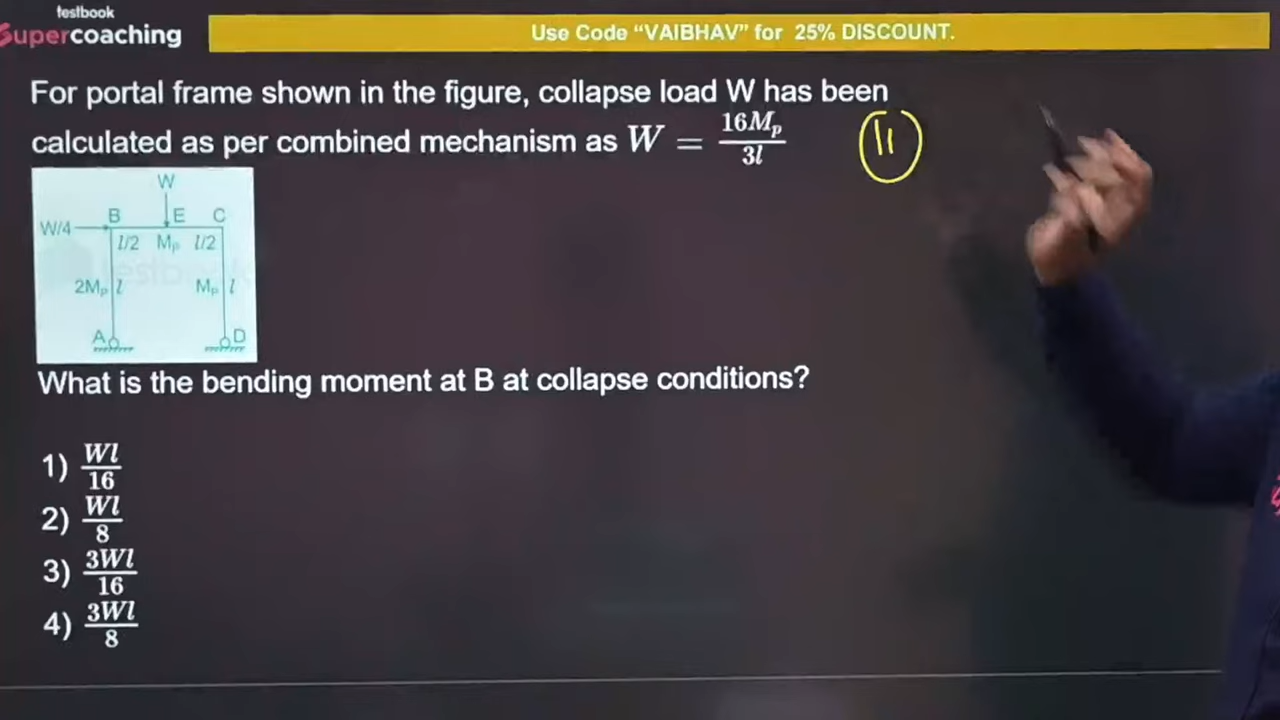 testbook
Supercoaching
Use Code “VAIBHAV” for 25% DISCOUNT.
For portal frame shown in the figure, collapse load W has been
calculated as per combined mechanism as W = 16Mp/3l
11
W
W/4 B E C
l/2 Mp l/2
2Mp l Mp l
A D
What is the bending moment at B at collapse conditions?
1) Wl/16
2) Wl/8
3) 3Wl/16
4) 3Wl/8